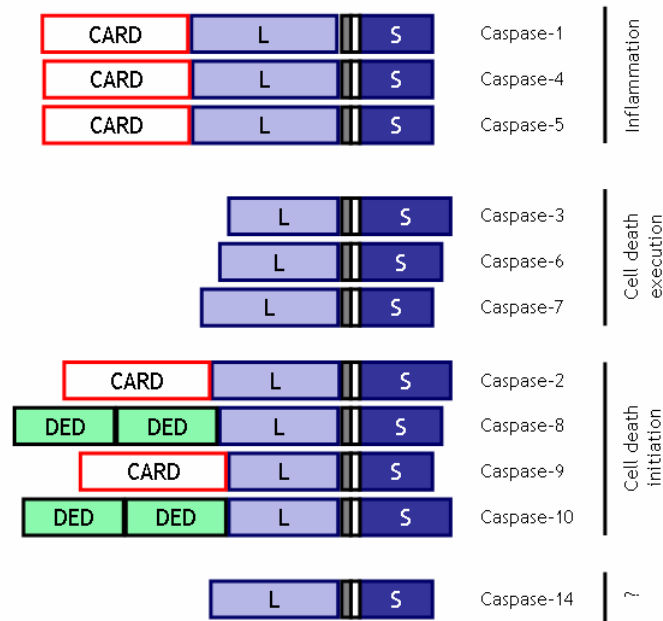 CARD L S Caspase-1
CARD L S Caspase-4
CARD L S Caspase-5
Inflammation
L S Caspase-3
L S Caspase-6
L S Caspase-7
Cell death
execution
CARD L S Caspase-2
DED DED L S Caspase-8
CARD L S Caspase-9
DED DED L S Caspase-10
Cell death
initiation
L S Caspase-14
?